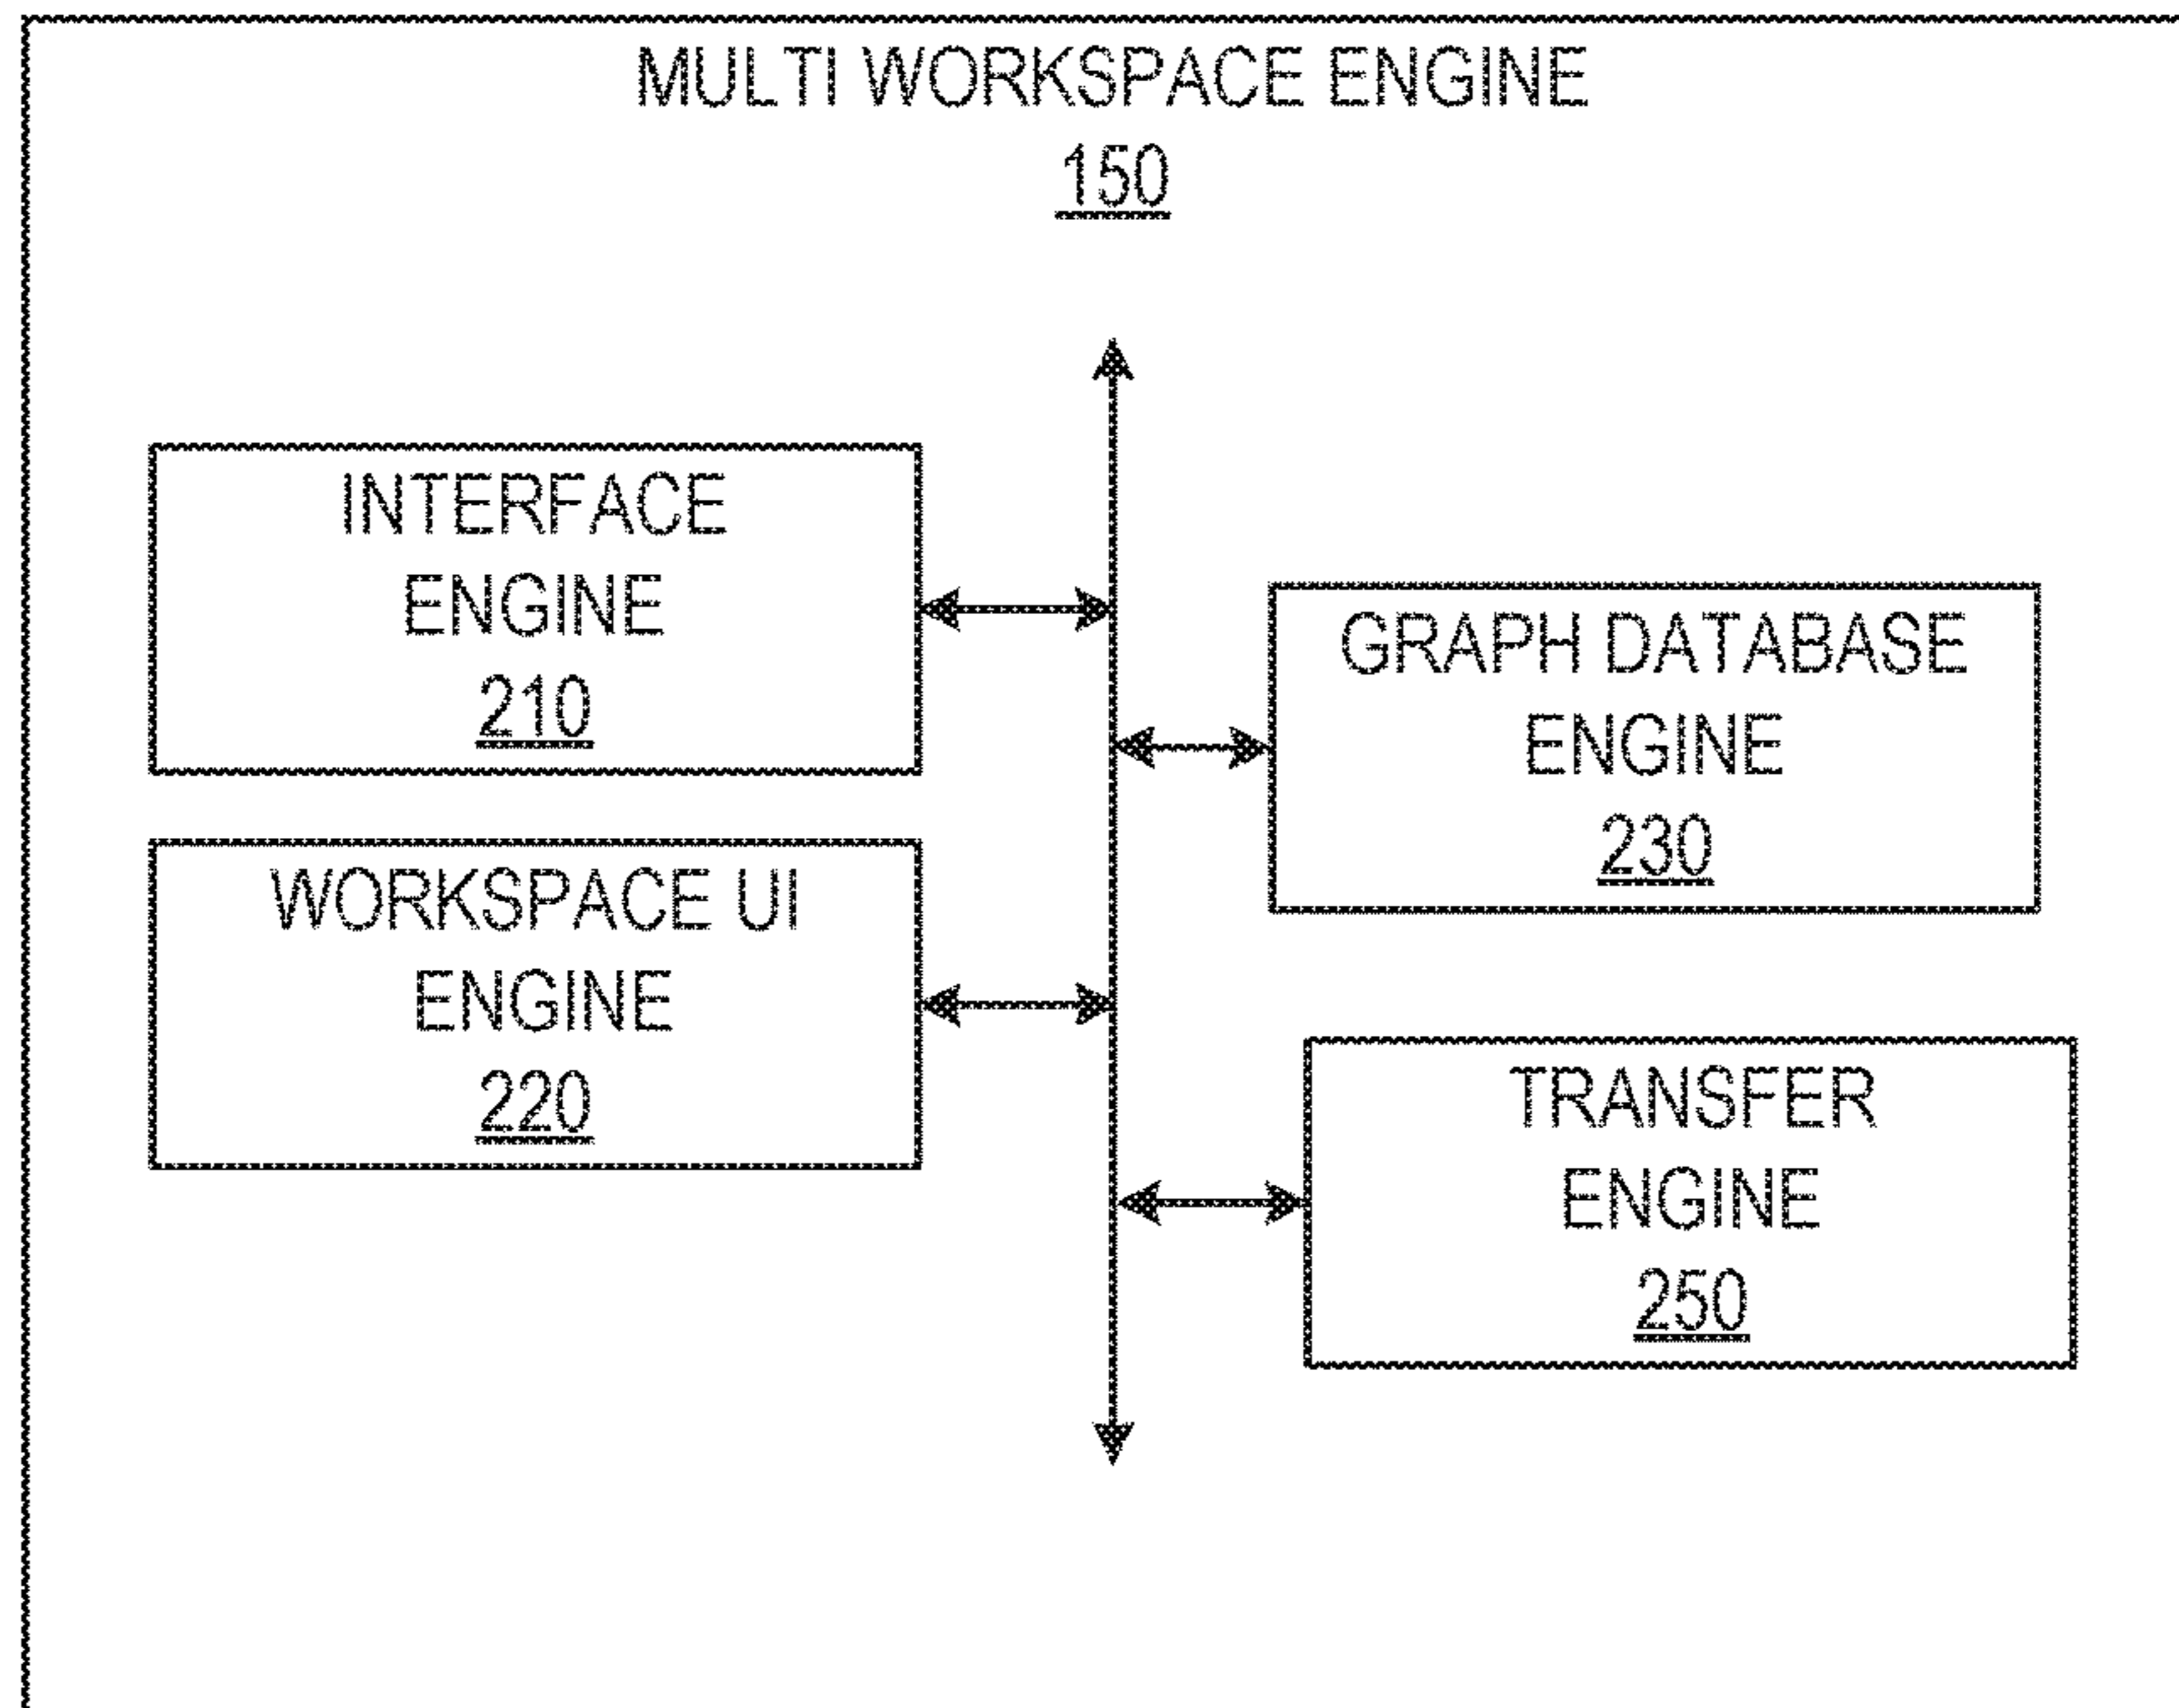 MULTI WORKSPACE ENGINE
150
INTERFACE
ENGINE
210
GRAPH DATABASE
ENGINE
230
WORKSPACE UI
ENGINE
220
TRANSFER
ENGINE
250